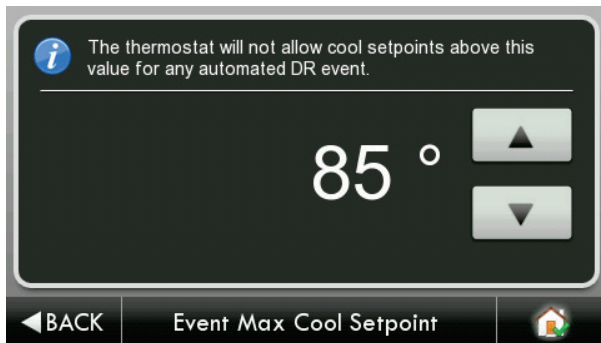 The thermostat will not allow cool setpoints above this
value for any automated DR event.
85 °
BACK
Event Max Cool Setpoint